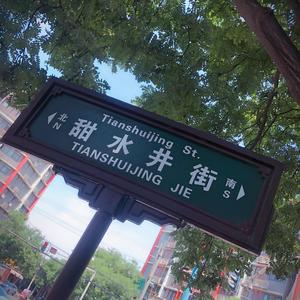 Tianshuijing St.
北 甜水井街 南
N TIANSHUIJING JIE S